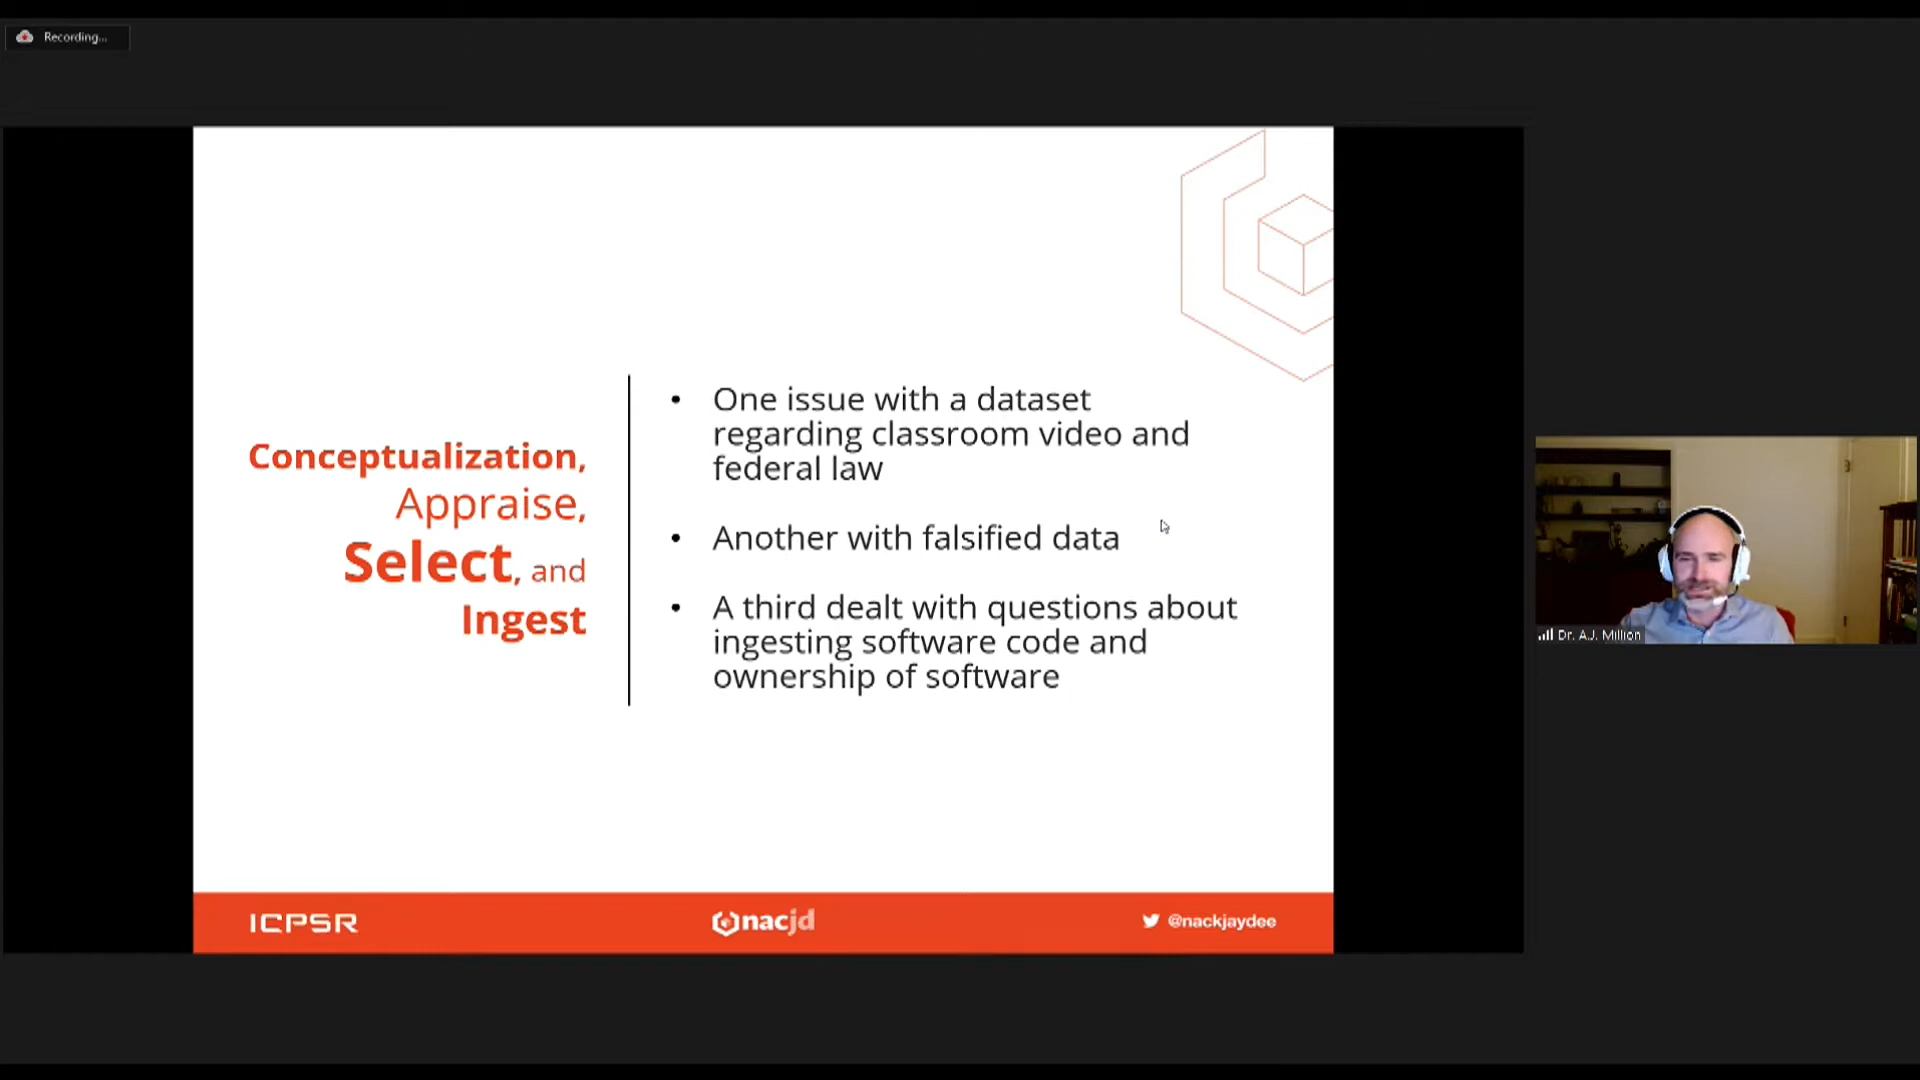 Recording...
Conceptualization,
Appraise,
Select, and
Ingest
• One issue with a dataset
regarding classroom video and
federal law
• Another with falsified data
• A third dealt with questions about
ingesting software code and
ownership of software
Dr. A.J. Million
ICPSR
nacjd
@nackjaydee